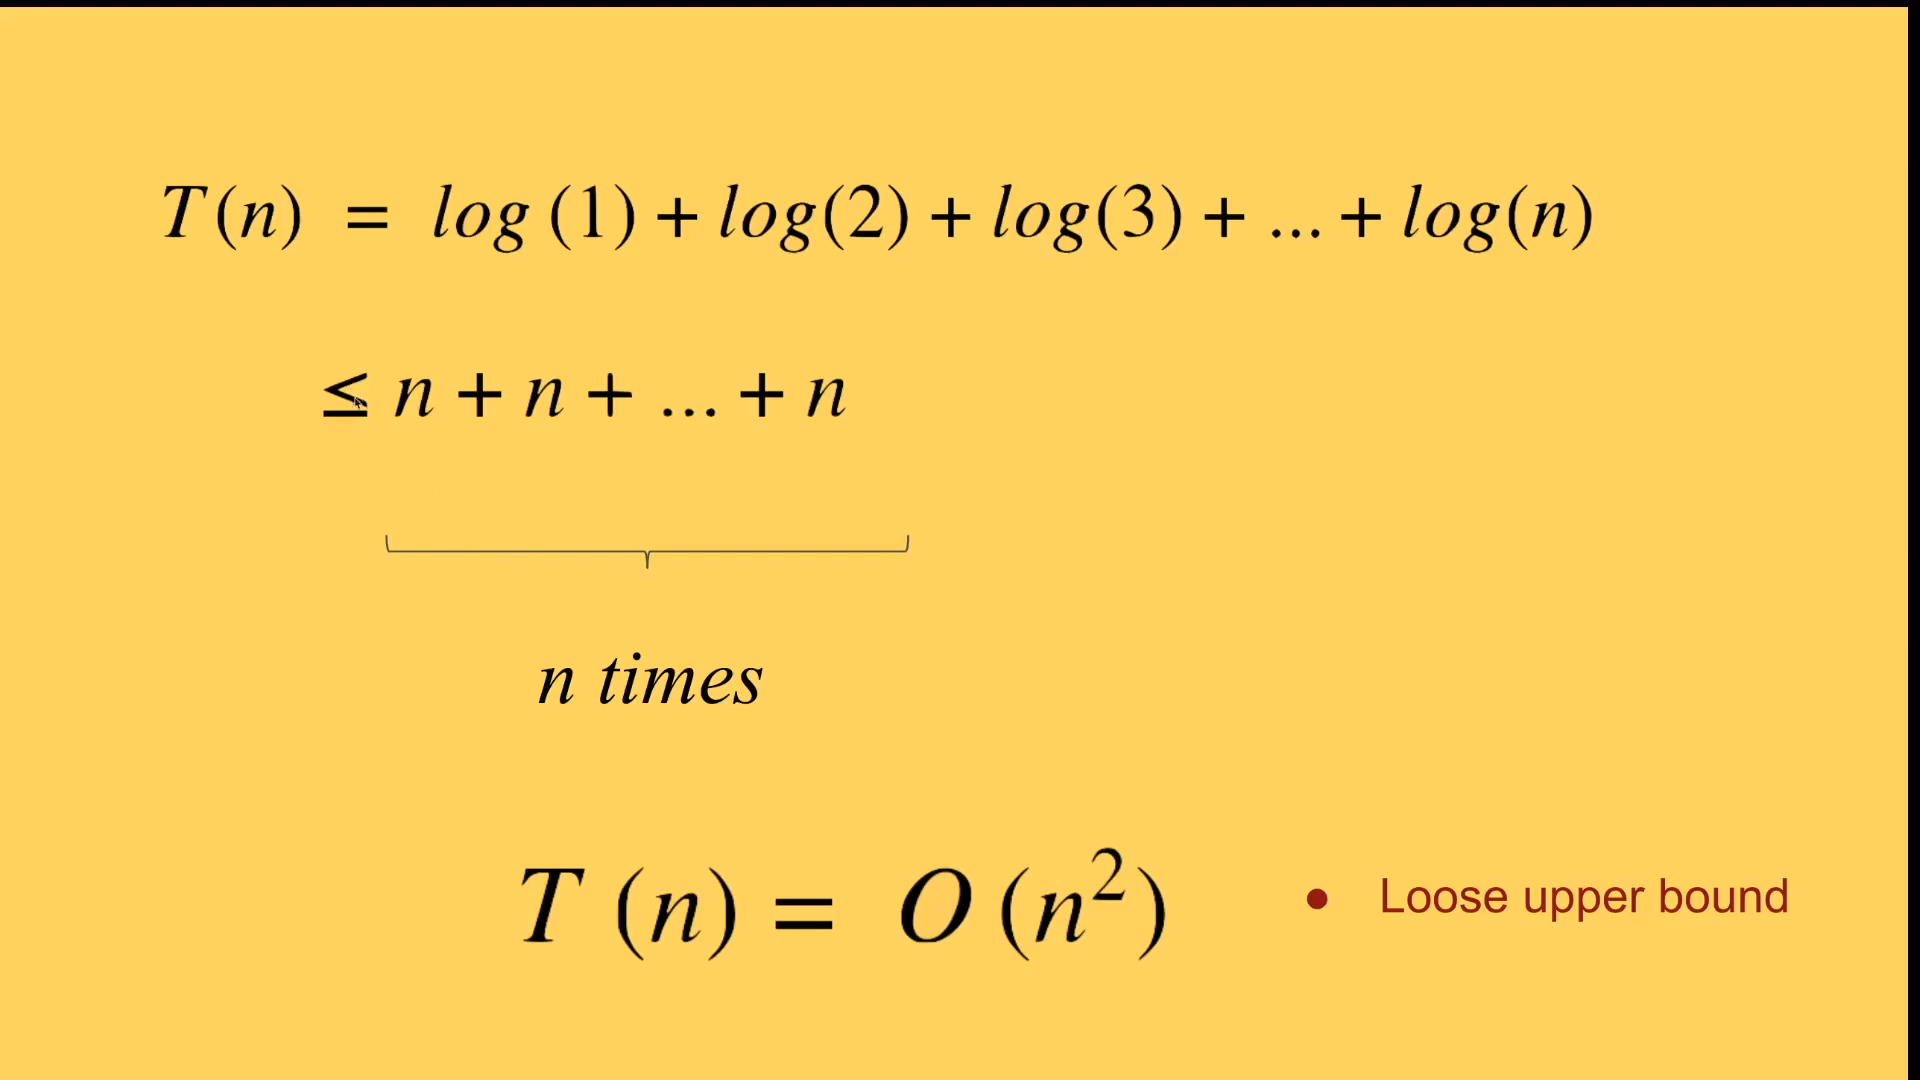 T(n) = log (1) + log(2) + log(3) + ... + log(n)
≤ n + n + ... + n
n times
T (n) = O (n²)
● Loose upper bound